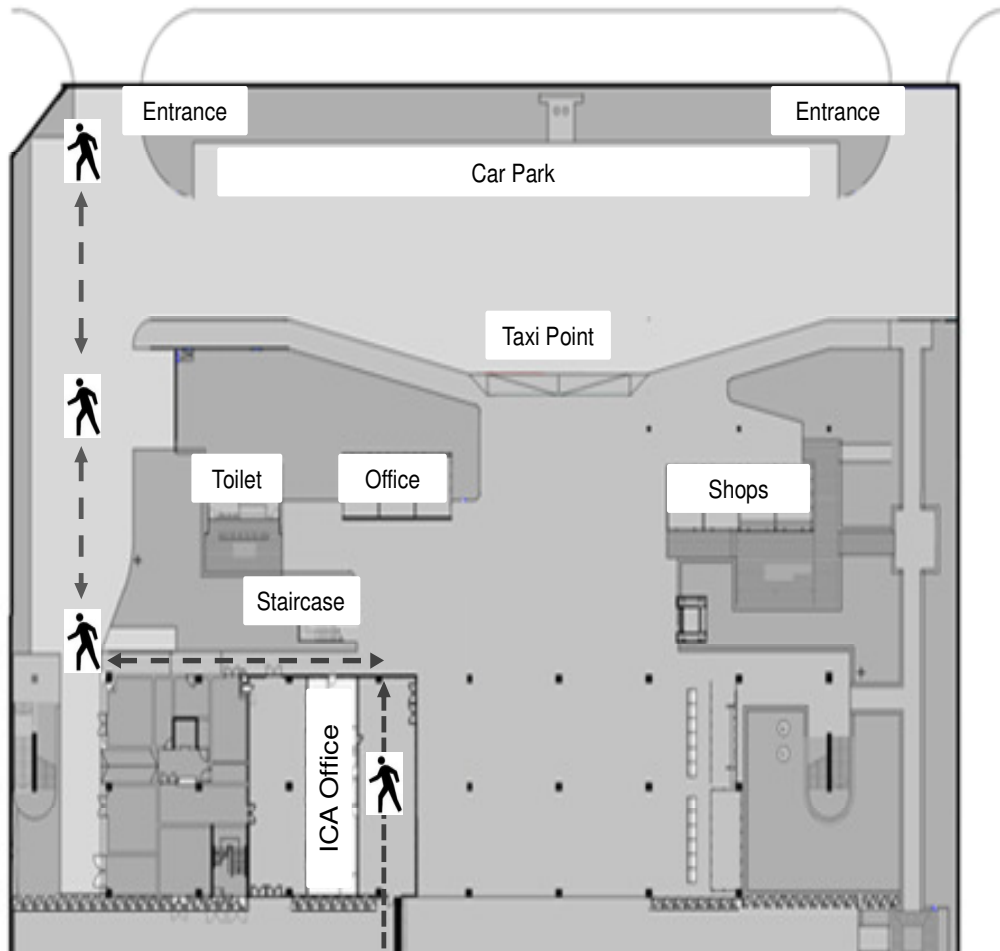 Entrance
Entrance
Car Park
Taxi Point
Toilet
Office
Shops
Staircase
ICA Office